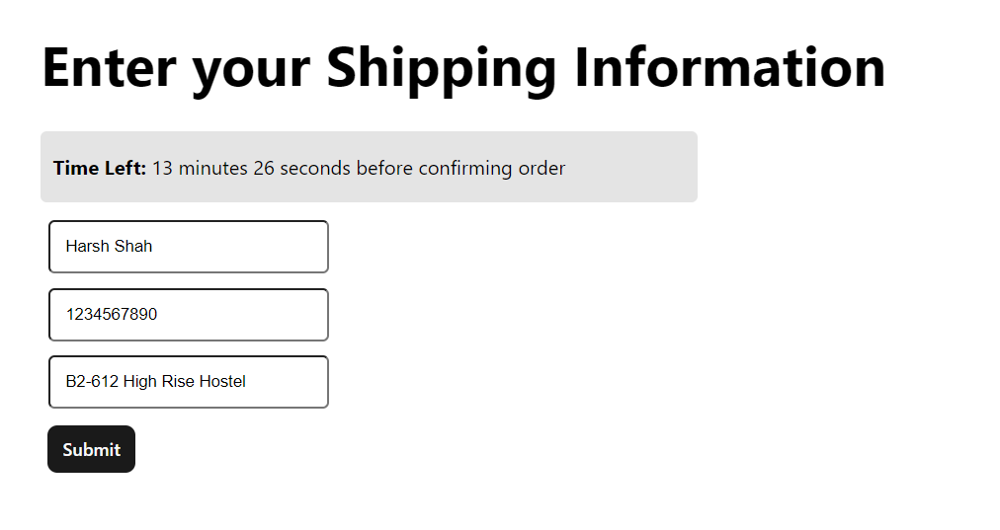 Enter your Shipping Information
Time Left: 13 minutes 26 seconds before confirming order
Harsh Shah
1234567890
B2-612 High Rise Hostel
Submit